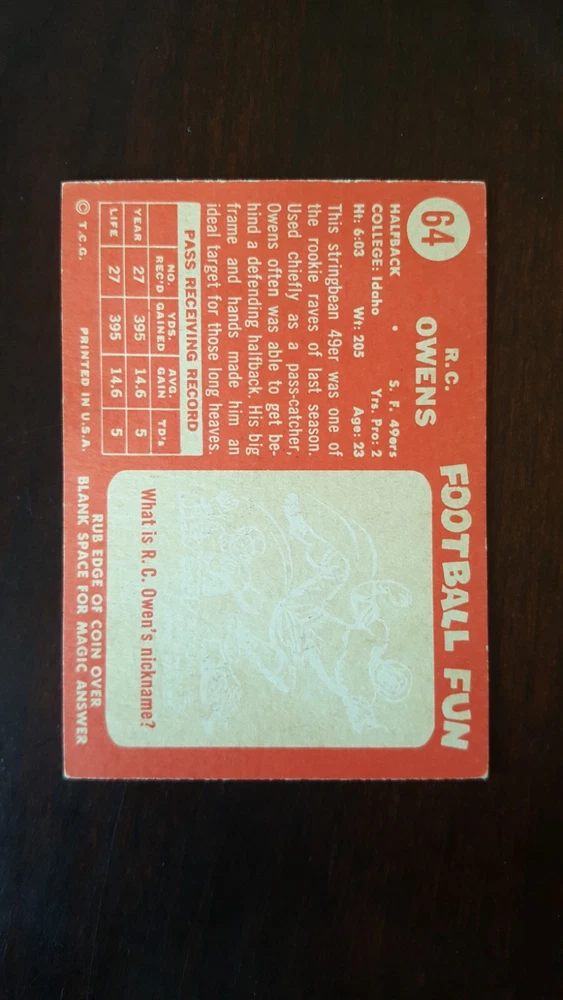 64
R.C.
OWENS
HALFBACK • S. F. 49ers
COLLEGE: Idaho Yrs. Pro: 2
Ht: 6-03 Wt: 205 Age: 23
This stringbean 49er was one of
the rookie raves of last season.
Used chiefly as a pass-catcher,
Owens often was able to get be-
hind a defending halfback. His big
frame and hands made him an
ideal target for those long heaves.
PASS RECEIVING RECORD
NO. REC'D YDS. GAINED AVG. GAIN TD's
YEAR 27 395 14.6 5
LIFE 27 395 14.6 5
© T.C.G. PRINTED IN U.S.A.
FOOTBALL FUN
What is R. C. Owen's nickname?
RUB EDGE OF COIN OVER
BLANK SPACE FOR MAGIC ANSWER